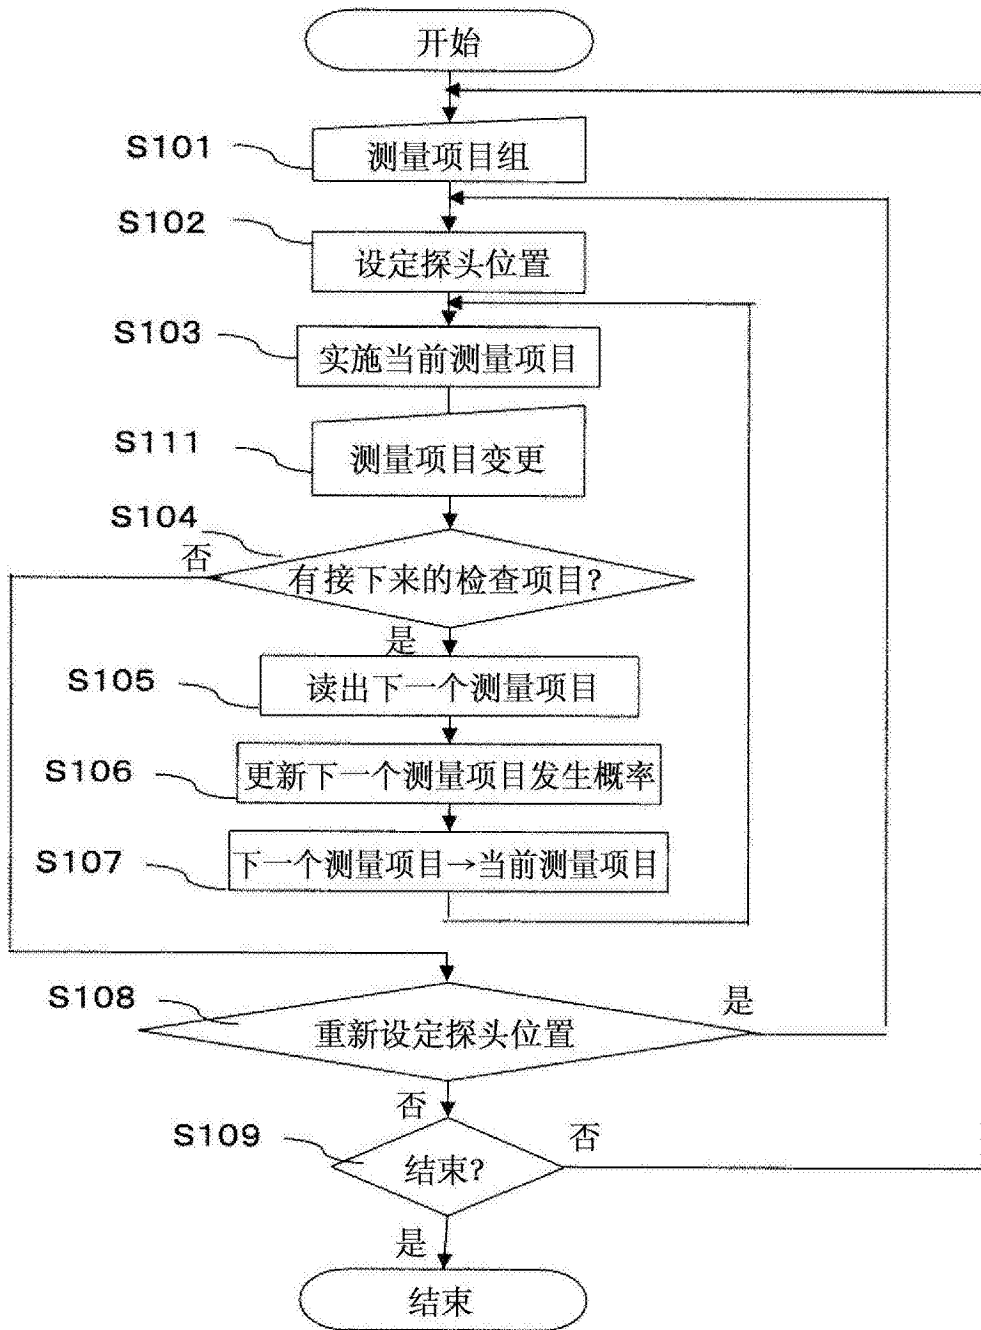 开始
S101
测量项目组
S102
设定探头位置
S103
实施当前测量项目
S111
测量项目变更
S104
否
有接下来的检查项目?
是
S105
读出下一个测量项目
S106
更新下一个测量项目发生概率
S107
下一个测量项目→当前测量项目
S108
是
重新设定探头位置
否
S109
否
结束?
是
结束